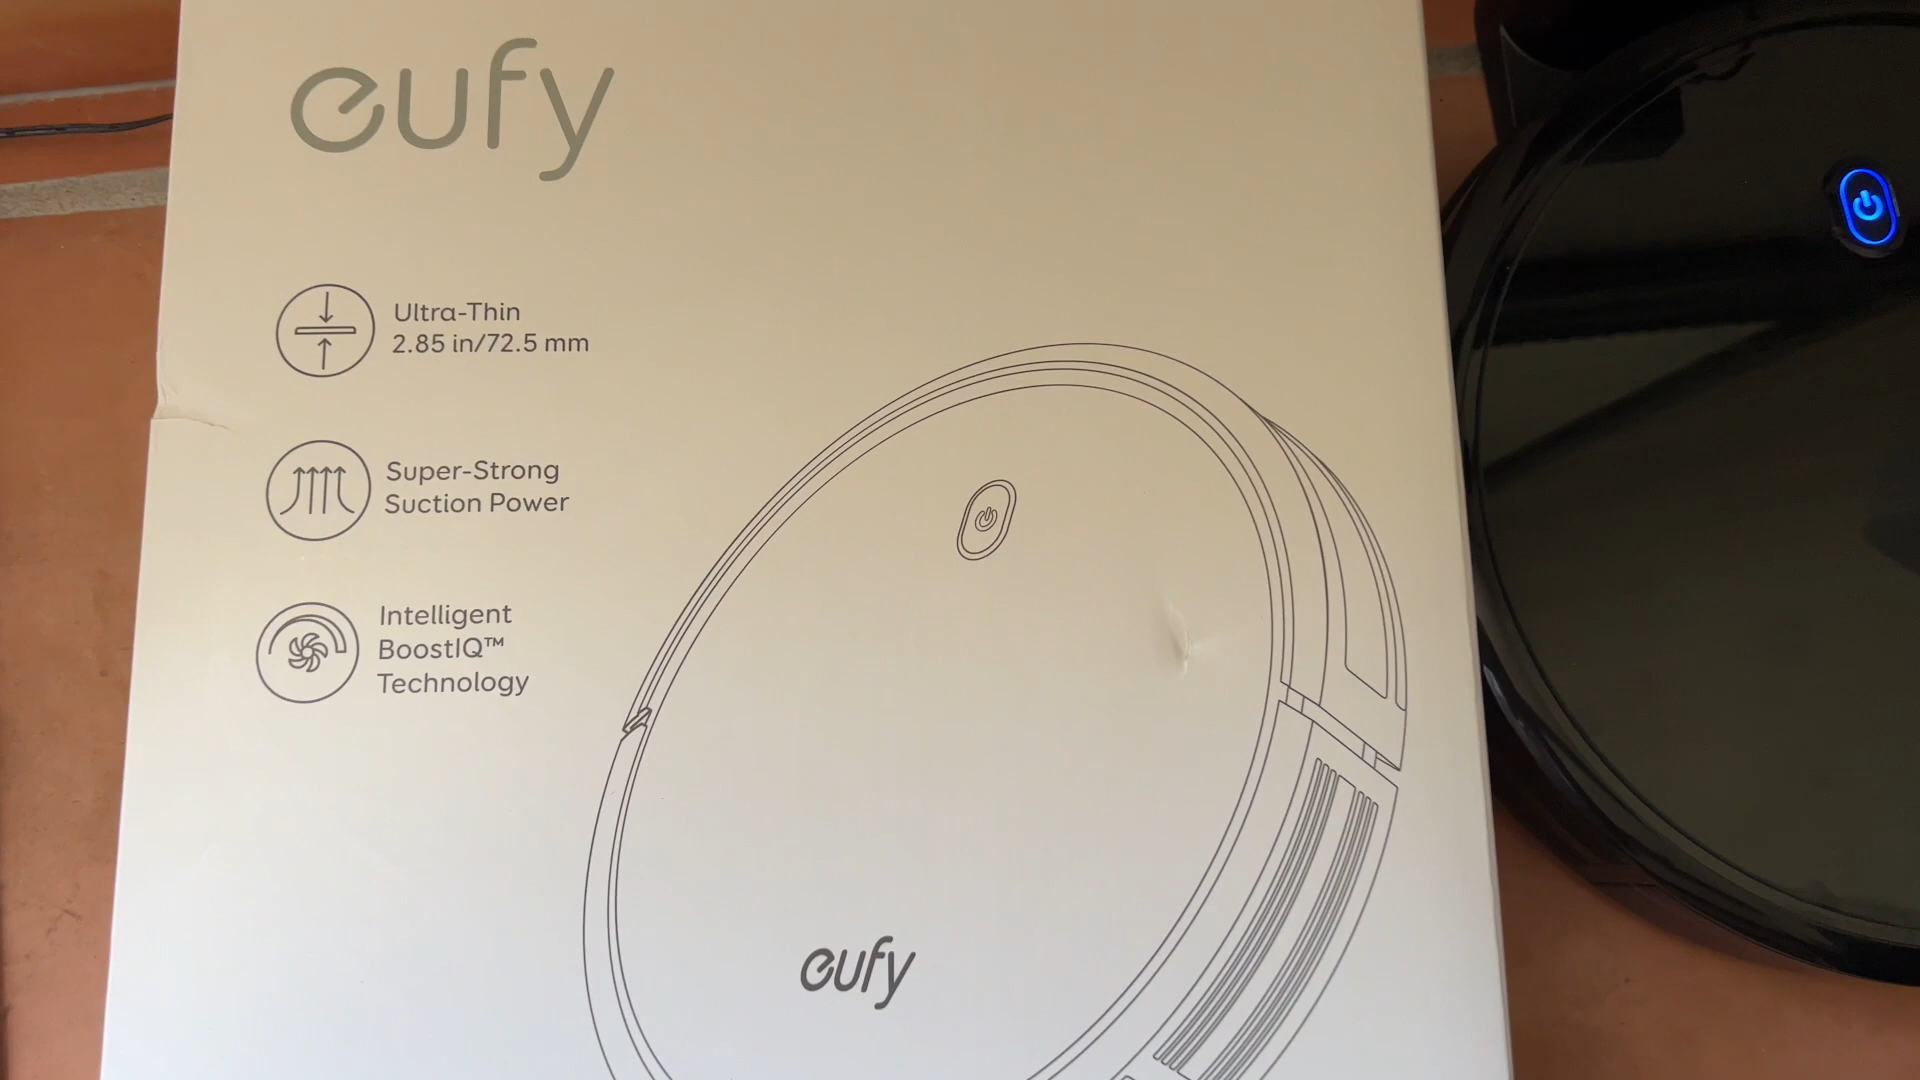 eufy
Ultra-Thin
2.85 in/72.5 mm
Super-Strong
Suction Power
Intelligent
BoostIQ™
Technology
eufy